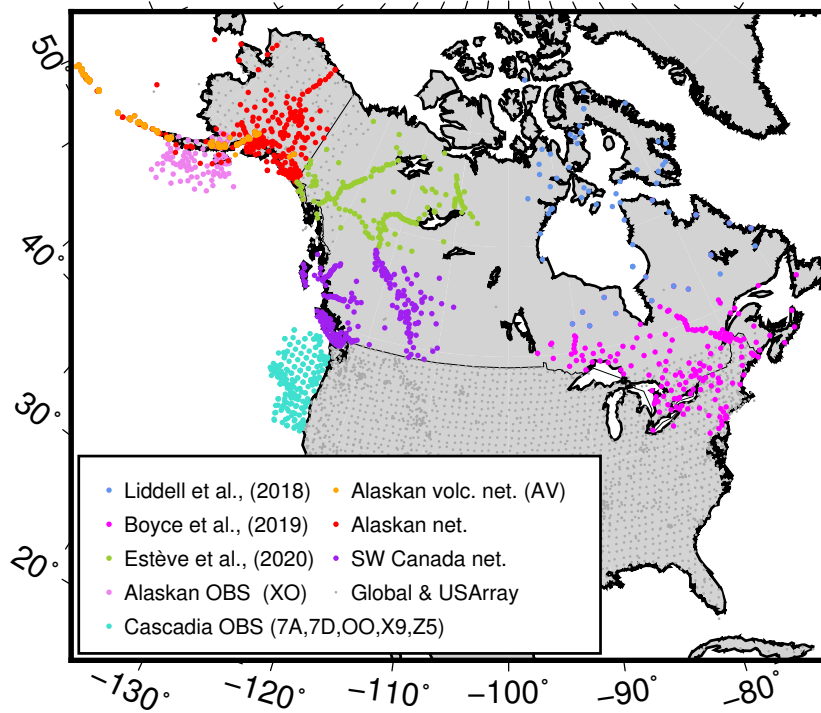 50°
40°
30°
20°
Liddell et al., (2018)
Boyce et al., (2019)
Estève et al., (2020)
Alaskan OBS (XO)
Cascadia OBS (7A,7D,OO,X9,Z5)
Alaskan volc. net. (AV)
Alaskan net.
SW Canada net.
Global & USArray
−130°
−120°
−110°
−100°
−90°
−80°